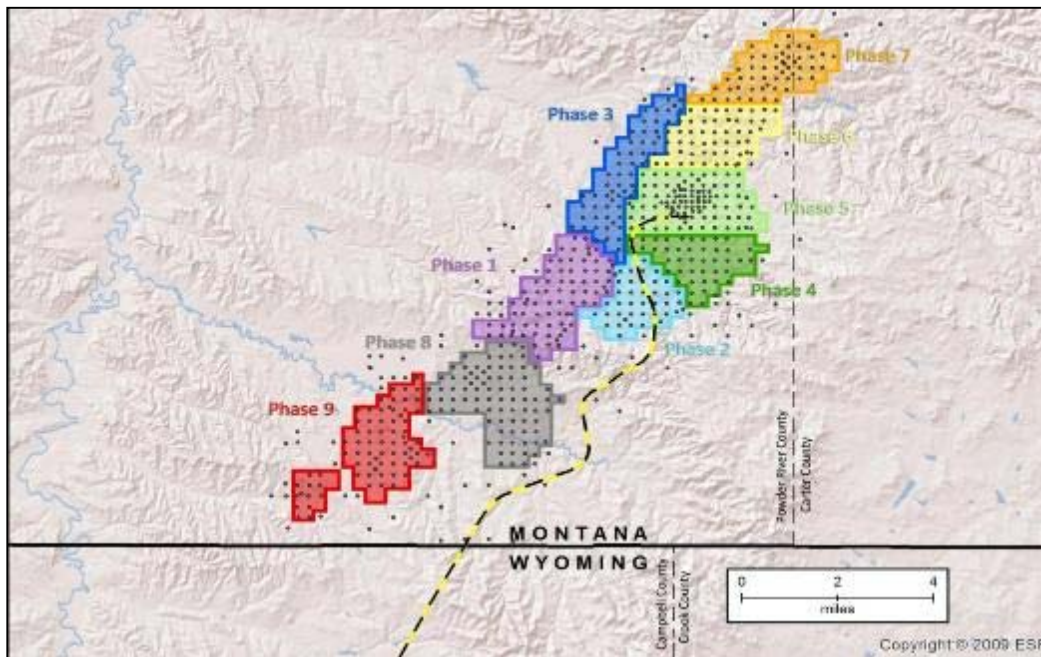 Phase 7
Phase 3
Phase 6
Phase 5
Phase 1
Phase 4
Phase 8
Phase 2
Phase 9
Powder River County
Carter County
MONTANA
WYOMING
Campbell County
Crook County
0 2 4
miles
Copyright © 2009 ESR